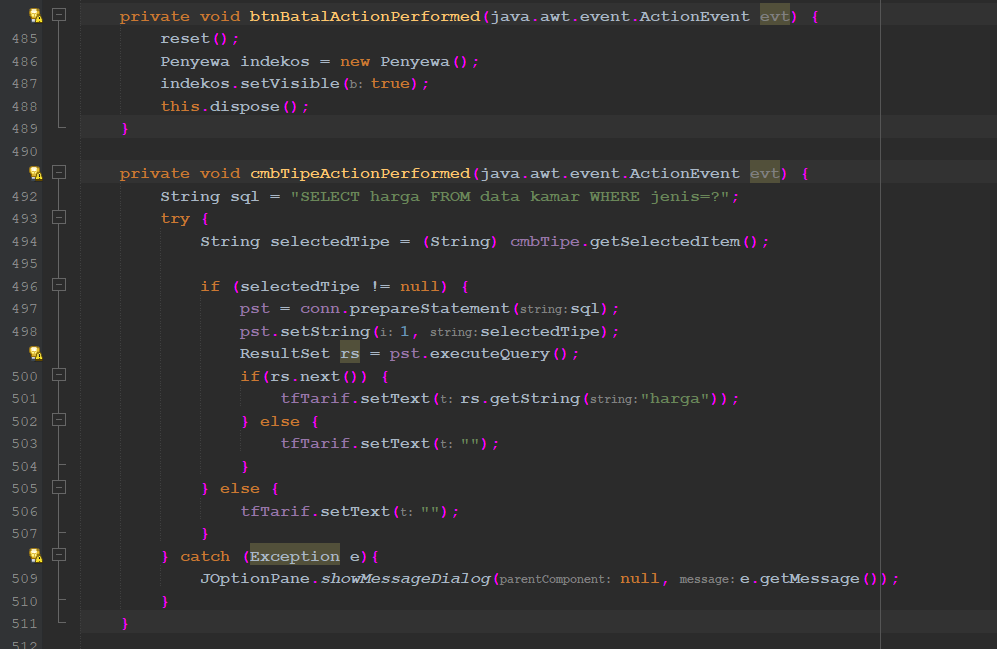 private void btnBatalActionPerformed(java.awt.event.ActionEvent evt) {
485 reset();
486 Penyewa indekos = new Penyewa();
487 indekos.setVisible(b: true);
488 this.dispose();
489 }
490
private void cmbTipeActionPerformed(java.awt.event.ActionEvent evt) {
492 String sql = "SELECT harga FROM data kamar WHERE jenis=?";
493 try {
494 String selectedTipe = (String) cmbTipe.getSelectedItem();
495
496 if (selectedTipe != null) {
497 pst = conn.prepareStatement(string:sql);
498 pst.setString(i: 1, string:selectedTipe);
ResultSet rs = pst.executeQuery();
500 if(rs.next()) {
501 tfTarif.setText(t: rs.getString(string:"harga"));
502 } else {
503 tfTarif.setText(t: "");
504 }
505 } else {
506 tfTarif.setText(t: "");
507 }
} catch (Exception e){
509 JOptionPane.showMessageDialog(parentComponent: null, message: e.getMessage());
510 }
511 }
512